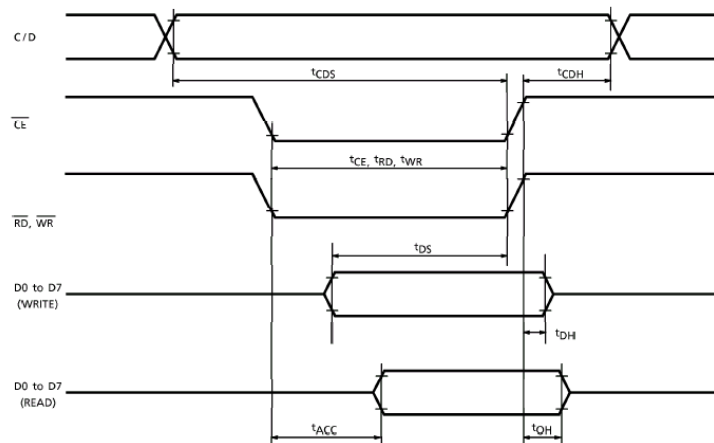 C/D
tCDS
tCDH
CE
tCE, tRD, tWR
RD, WR
tDS
D0 to D7
(WRITE)
tDH
D0 to D7
(READ)
tACC
tOH